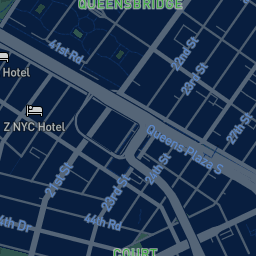 QUEENSBRIDGE
41st Rd
Hotel
22nd St
23rd St
27th St
Z NYC Hotel
Queens Plaza S
21st St
23rd St
24th St
44th Rd
44th Dr
COURT